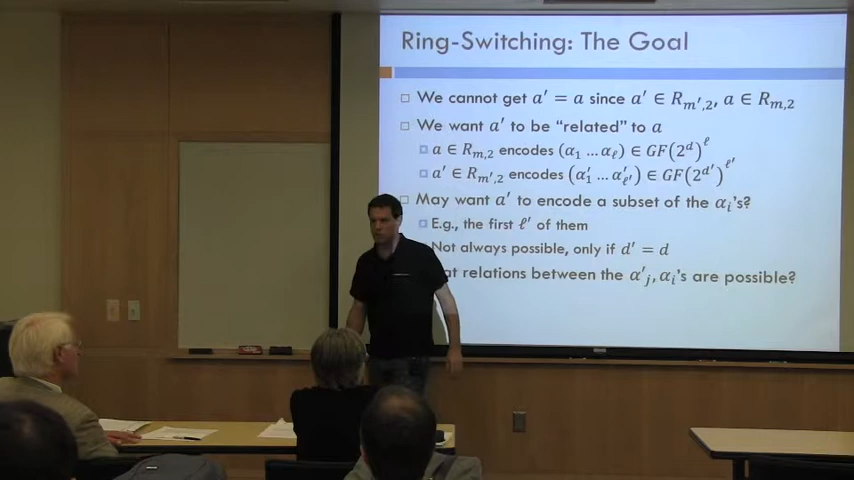 Ring-Switching: The Goal
We cannot get a′ = a since a′ ∈ R_{m′,2}, a ∈ R_{m,2}
We want a′ to be "related" to a
a ∈ R_{m,2} encodes (α_1 … α_ℓ) ∈ GF(2^d)^ℓ
a′ ∈ R_{m′,2} encodes (α′_1 … α′_{ℓ′}) ∈ GF(2^{d′})^{ℓ′}
May want a′ to encode a subset of the α_i's?
E.g., the first ℓ′ of them
Not always possible, only if d′ = d
relations between the α′_j, α_i's are possible?